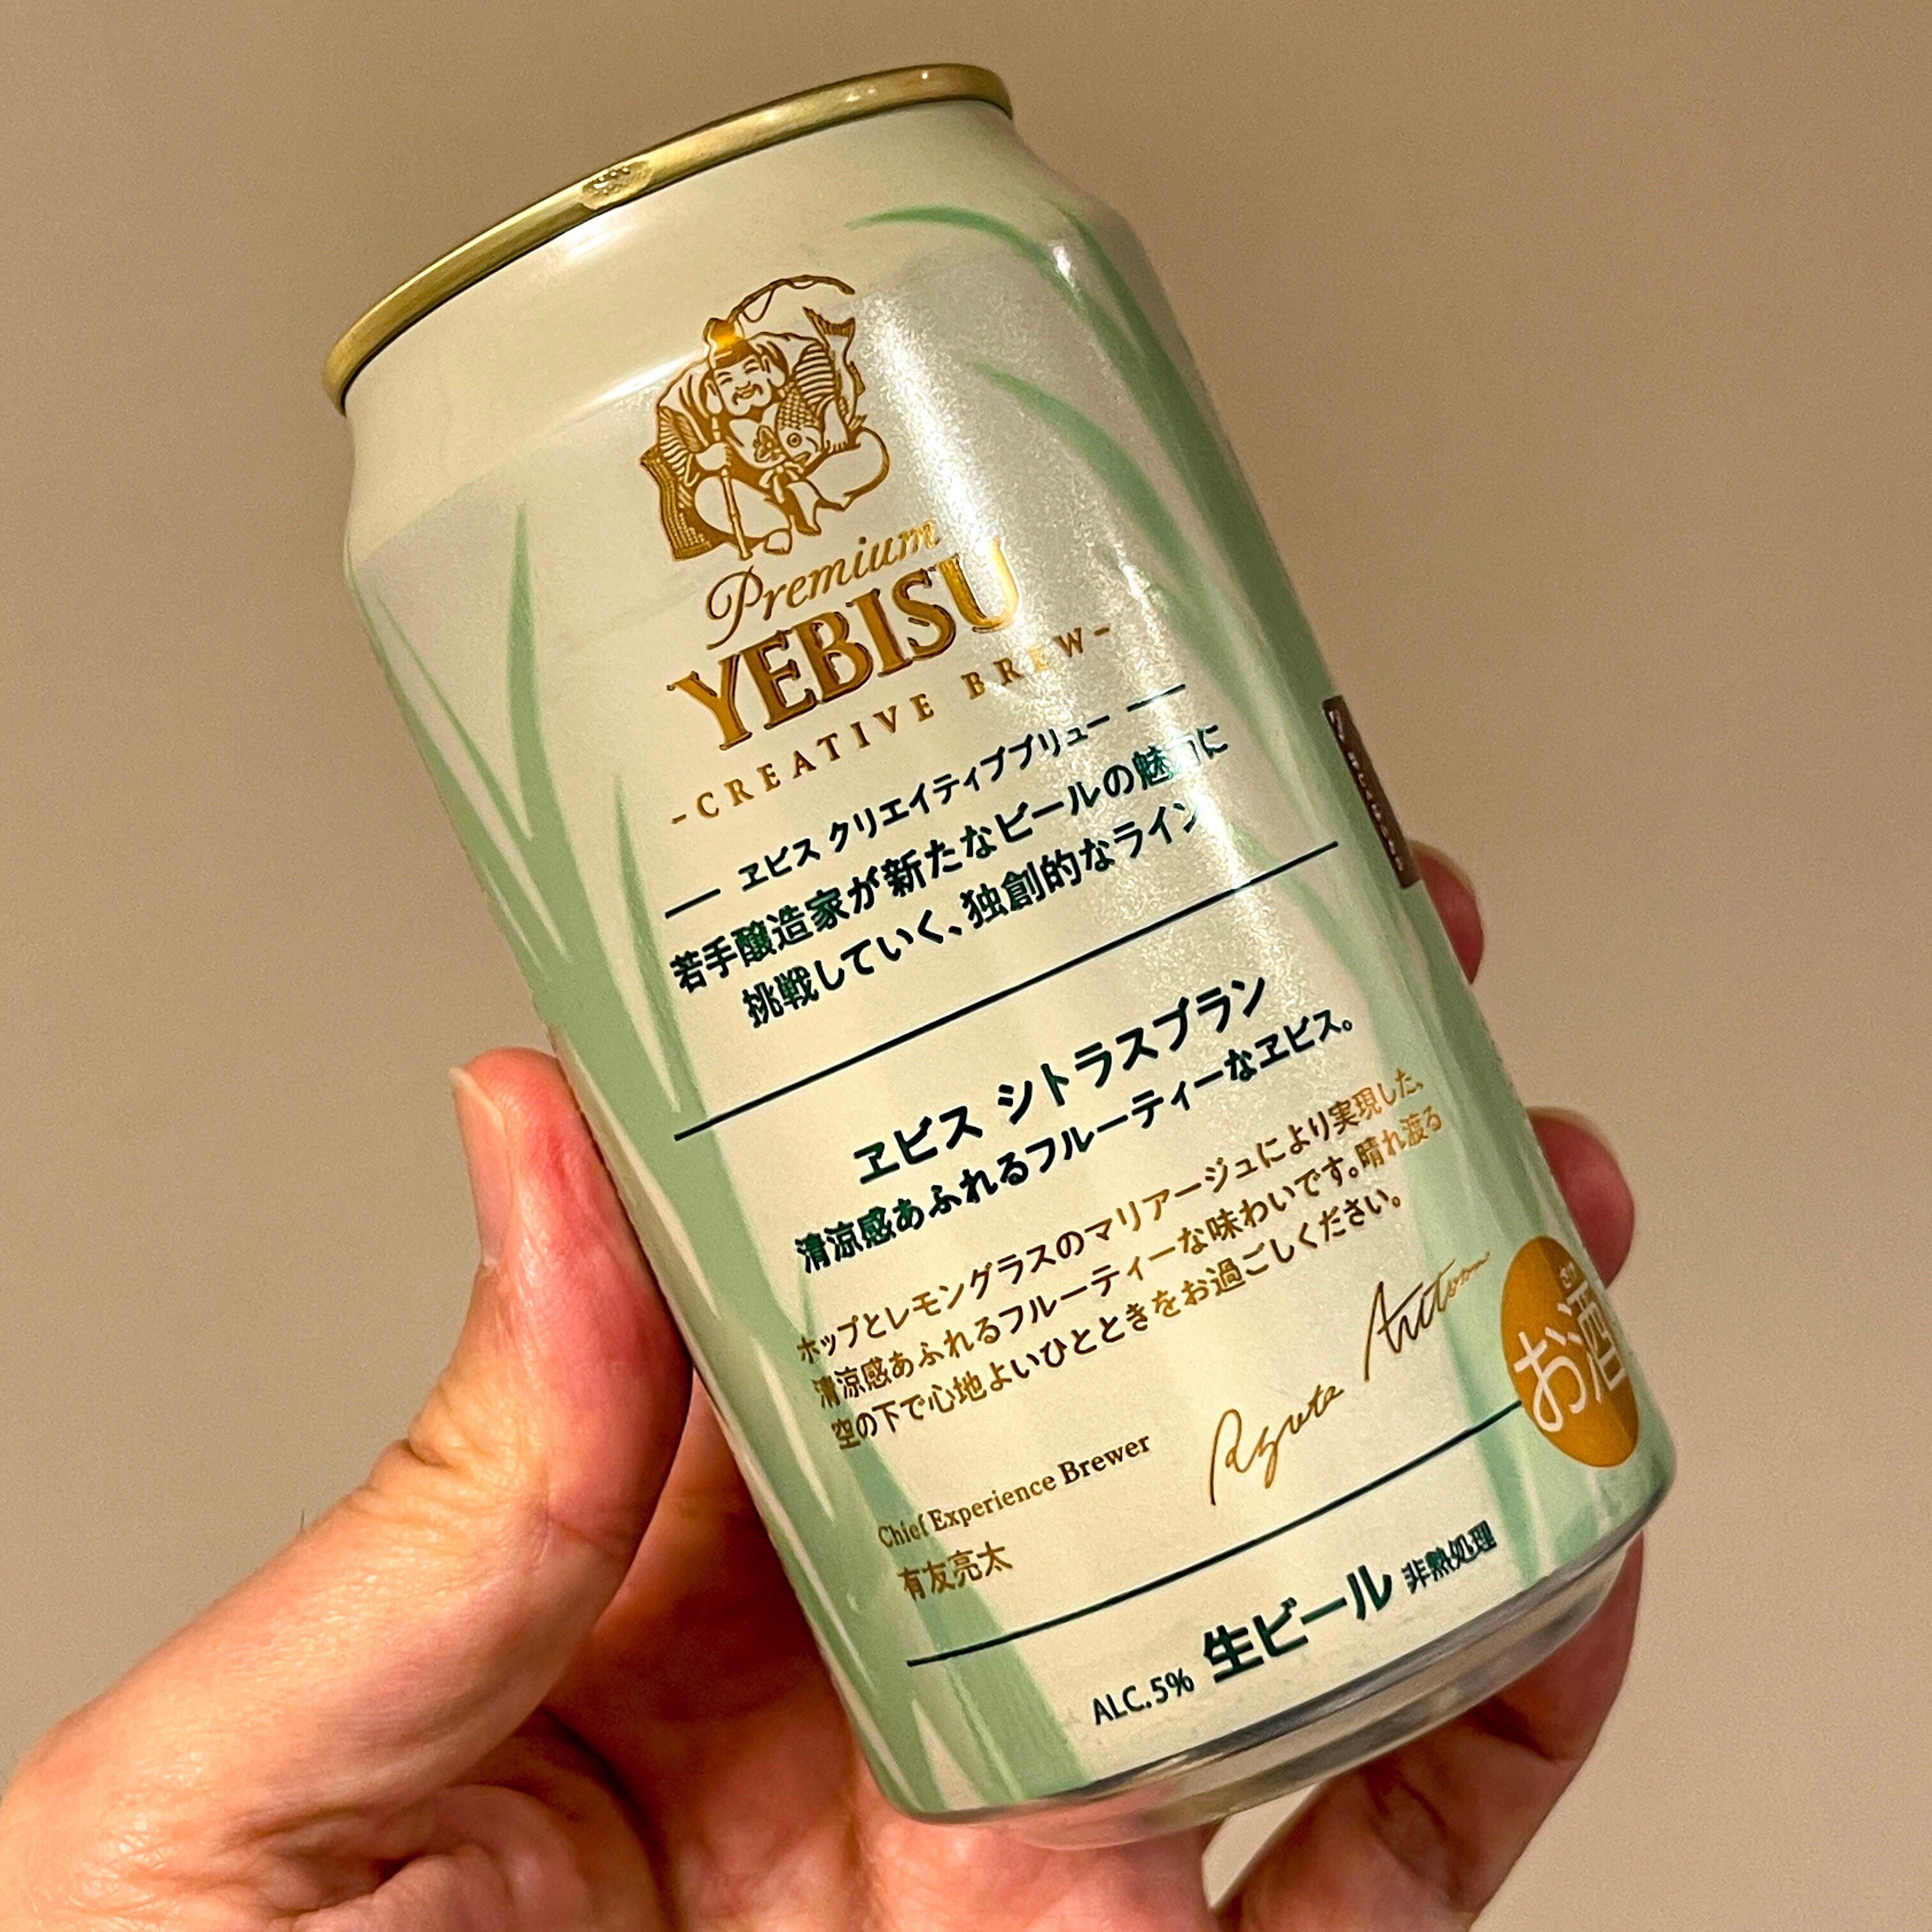 Premium
YEBISU
-CREATIVE BREW-
ヱビス クリエイティブブリュー
若手醸造家が新たなビールの魅力に
挑戦していく、独創的なライン
ヱビス シトラスブラン
清涼感あふれるフルーティーなヱビス。
ホップとレモングラスのマリアージュにより実現した、
清涼感あふれるフルーティーな味わいです。晴れ渡る
空の下で心地よいひとときをお過ごしください。
Chief Experience Brewer
有友亮太
Ryota Aritomo
お酒
ALC.5% 生ビール 非熱処理